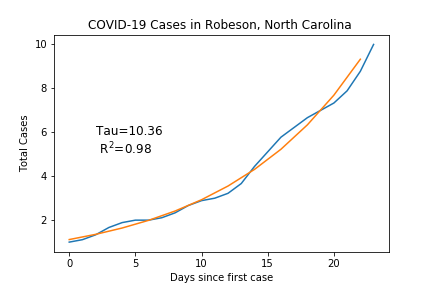 COVID-19 Cases in Robeson, North Carolina
10
8
6
4
2
Total Cases
Tau=10.36
R²=0.98
0 5 10 15 20
Days since first case